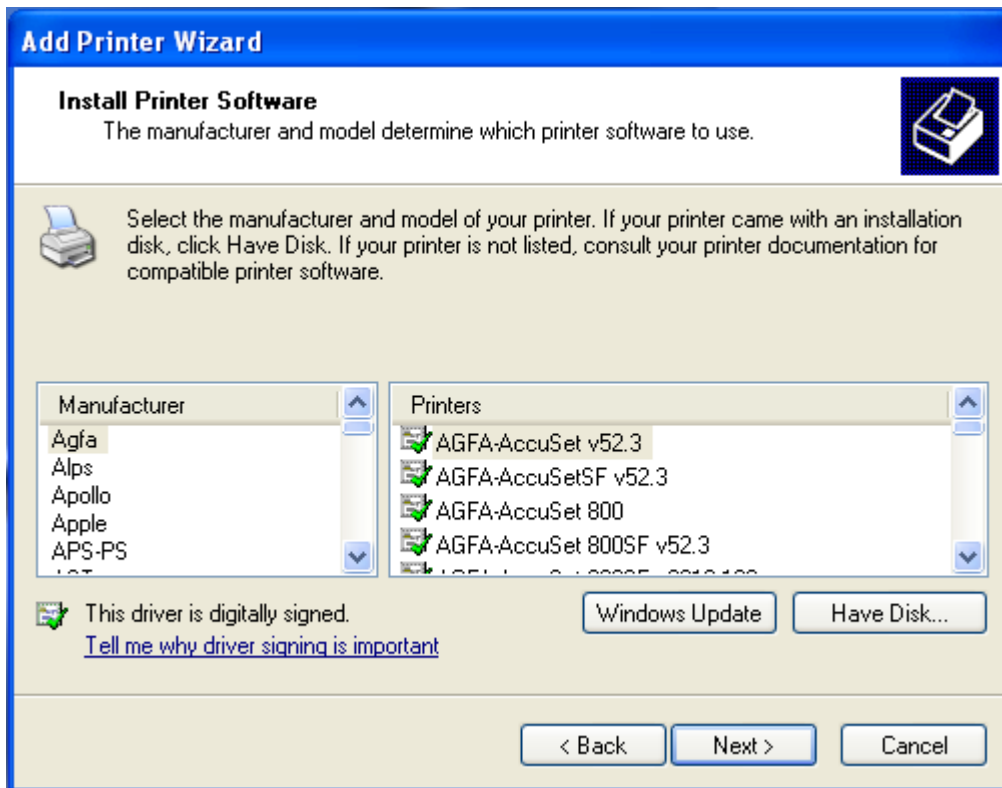 Add Printer Wizard
Install Printer Software
The manufacturer and model determine which printer software to use.
Select the manufacturer and model of your printer. If your printer came with an installation
disk, click Have Disk. If your printer is not listed, consult your printer documentation for
compatible printer software.
Manufacturer
Agfa
Alps
Apollo
Apple
APS-PS
Printers
AGFA-AccuSet v52.3
AGFA-AccuSetSF v52.3
AGFA-AccuSet 800
AGFA-AccuSet 800SF v52.3
This driver is digitally signed.
Tell me why driver signing is important
Windows Update
Have Disk...
< Back
Next >
Cancel